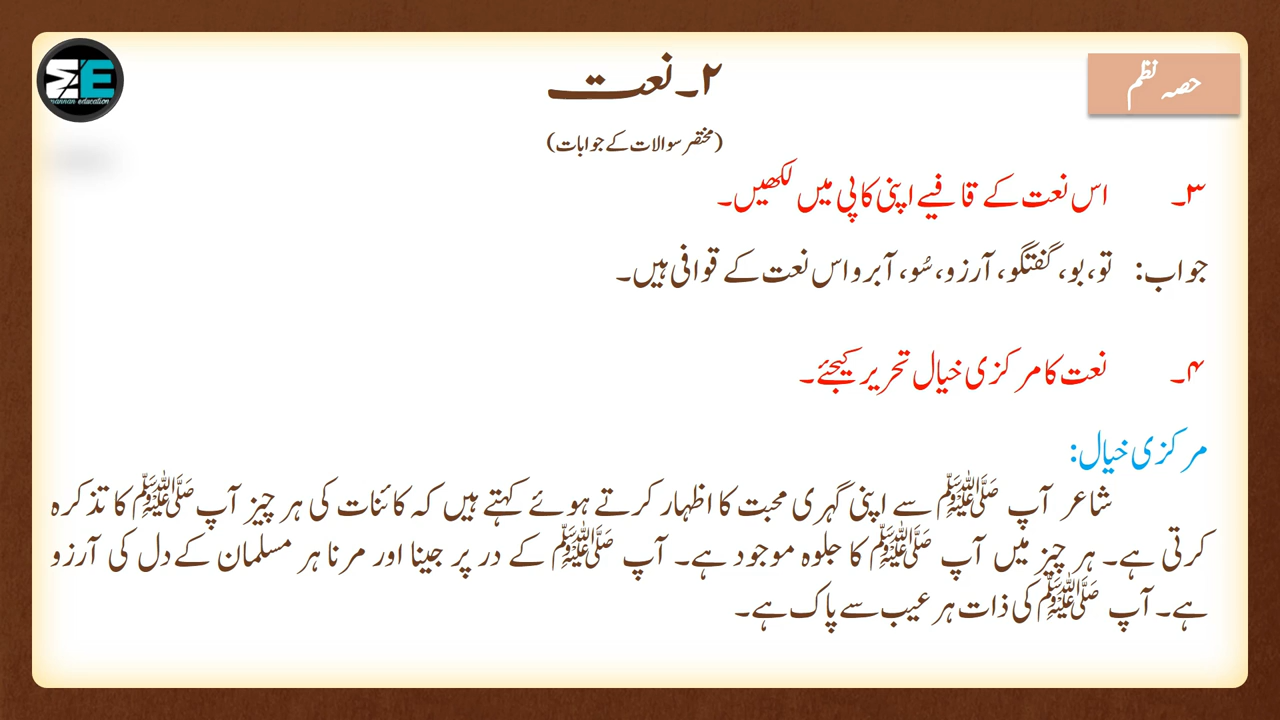 حصہ نظم
۲۔ نعت
(مختصر سوالات کے جوابات)
mannan education
۳۔ اس نعت کے قافیے اپنی کاپی میں لکھیں۔
جواب: تو، بو، گفتگو، آرزو، سُو، آبرو اس نعت کے قوافی ہیں۔
۴۔ نعت کا مرکزی خیال تحریر کیجئے۔
مرکزی خیال:
شاعر آپ ﷺ سے اپنی گہری محبت کا اظہار کرتے ہوئے کہتے ہیں کہ کائنات کی ہر چیز آپ ﷺ کا تذکرہ
کرتی ہے۔ ہر چیز میں آپ ﷺ کا جلوہ موجود ہے۔ آپ ﷺ کے در پر جینا اور مرنا ہر مسلمان کے دل کی آرزو
ہے۔ آپ ﷺ کی ذات ہر عیب سے پاک ہے۔